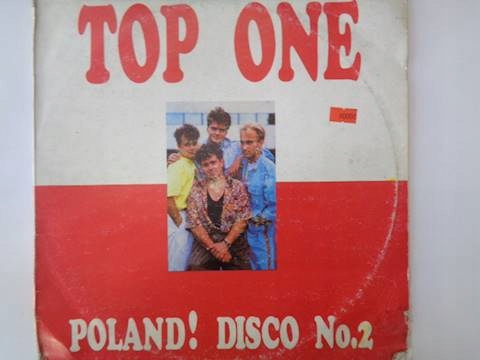 TOP ONE
POLAND! DISCO No.2